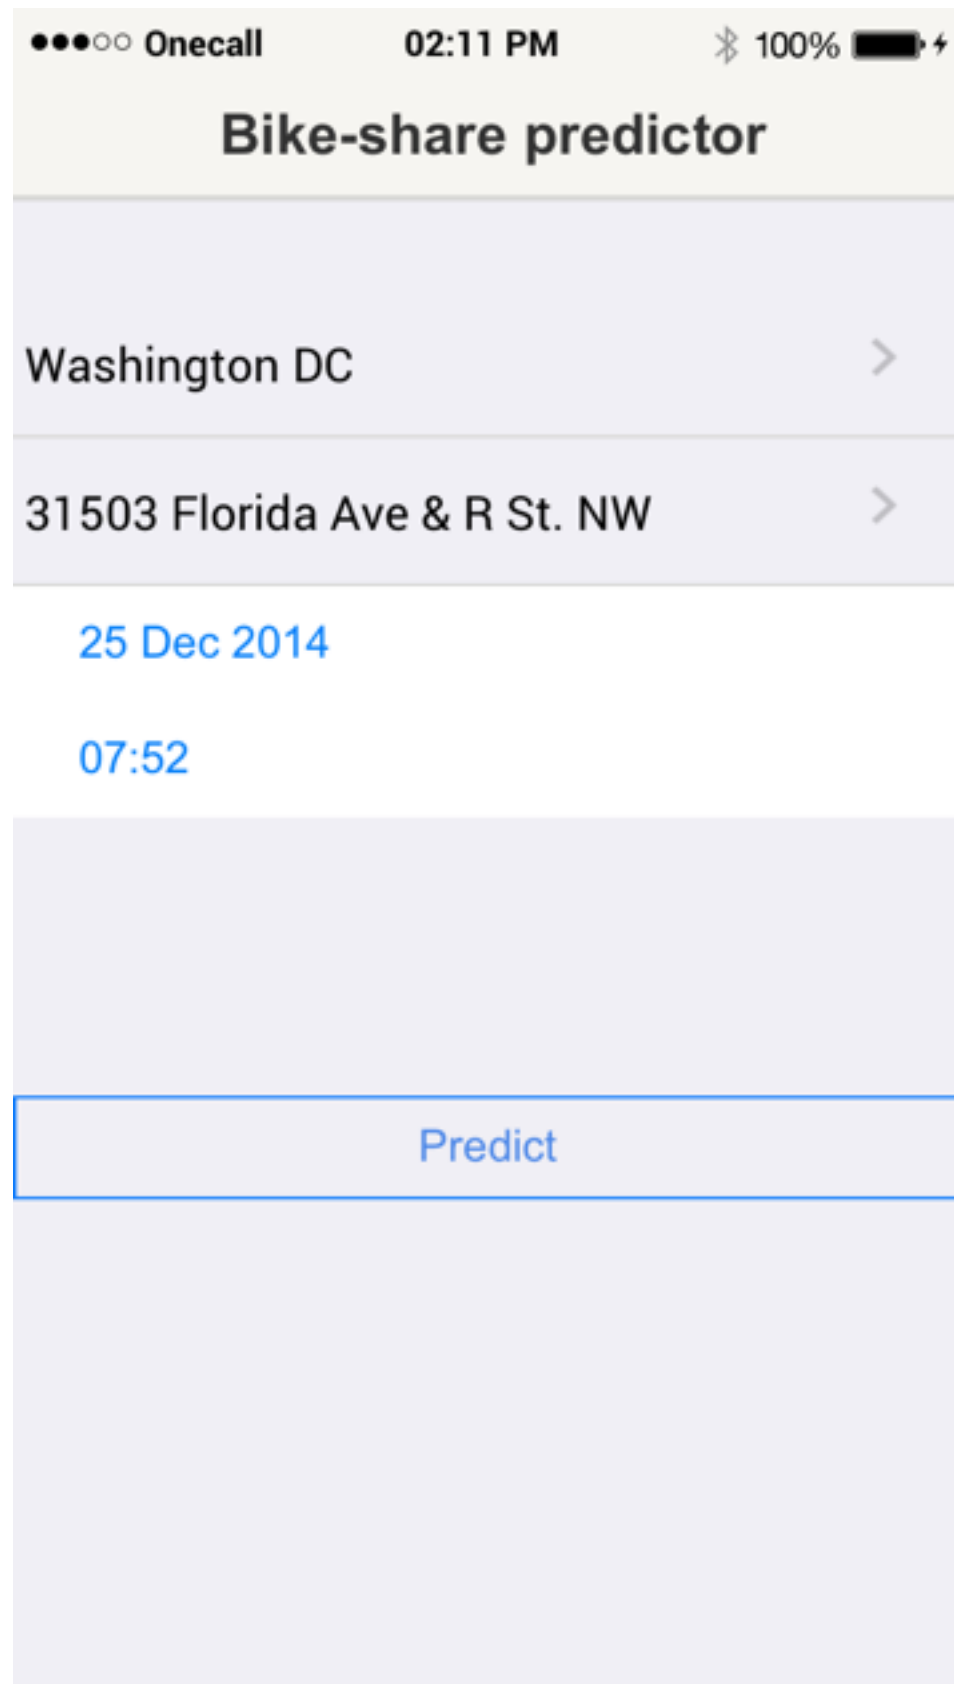 Onecall 02:11 PM 100%
Bike-share predictor
Washington DC
31503 Florida Ave & R St. NW
25 Dec 2014
07:52
Predict